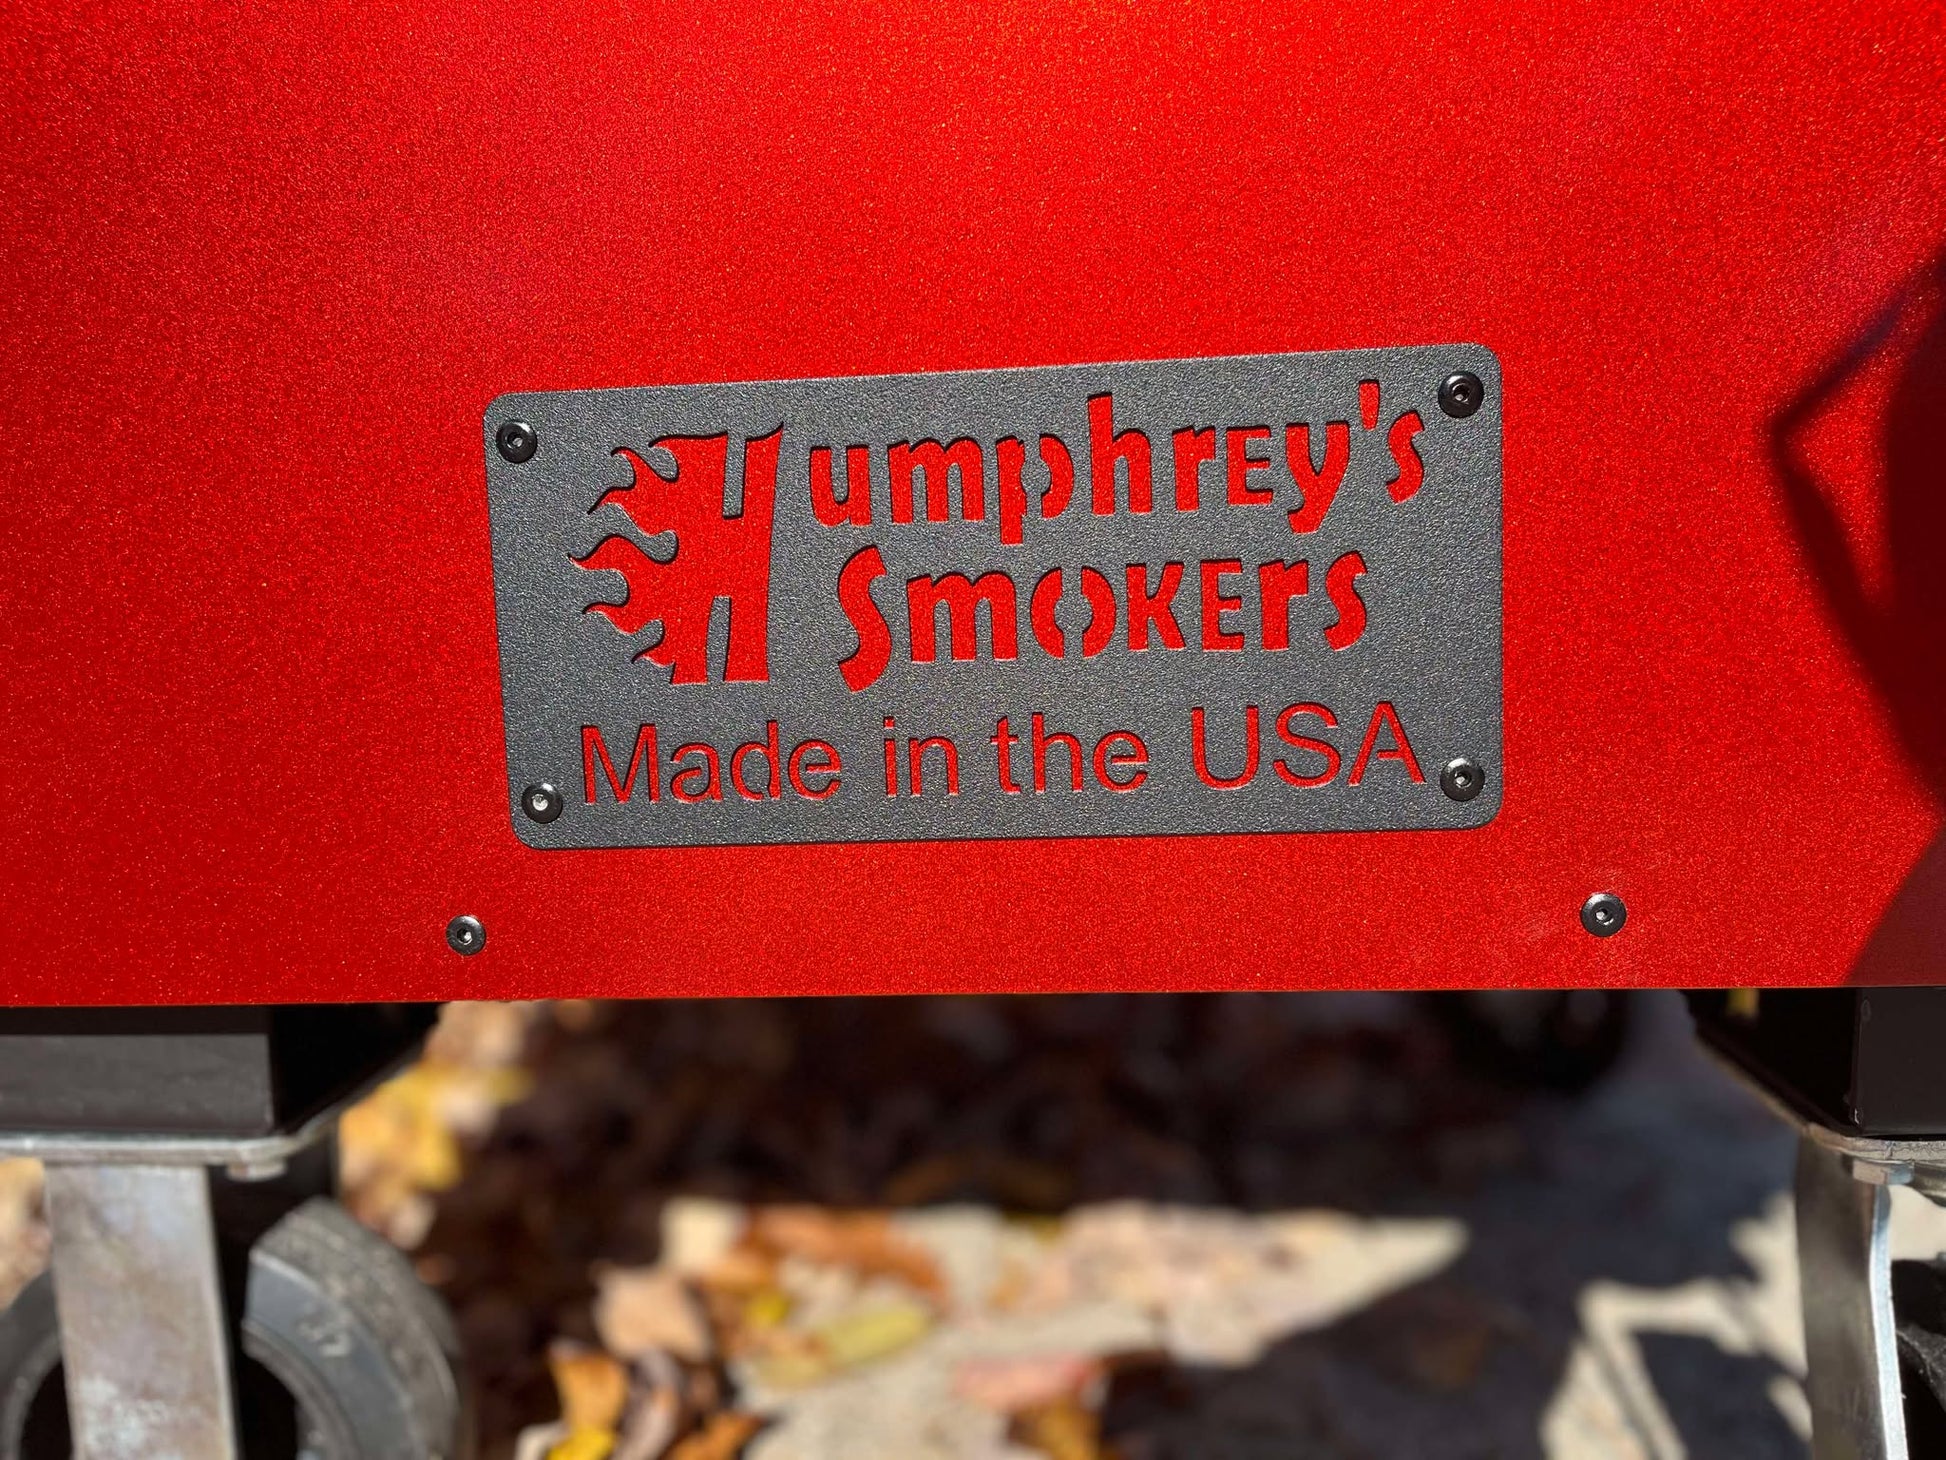 Humphrey's
Smokers
Made in the USA